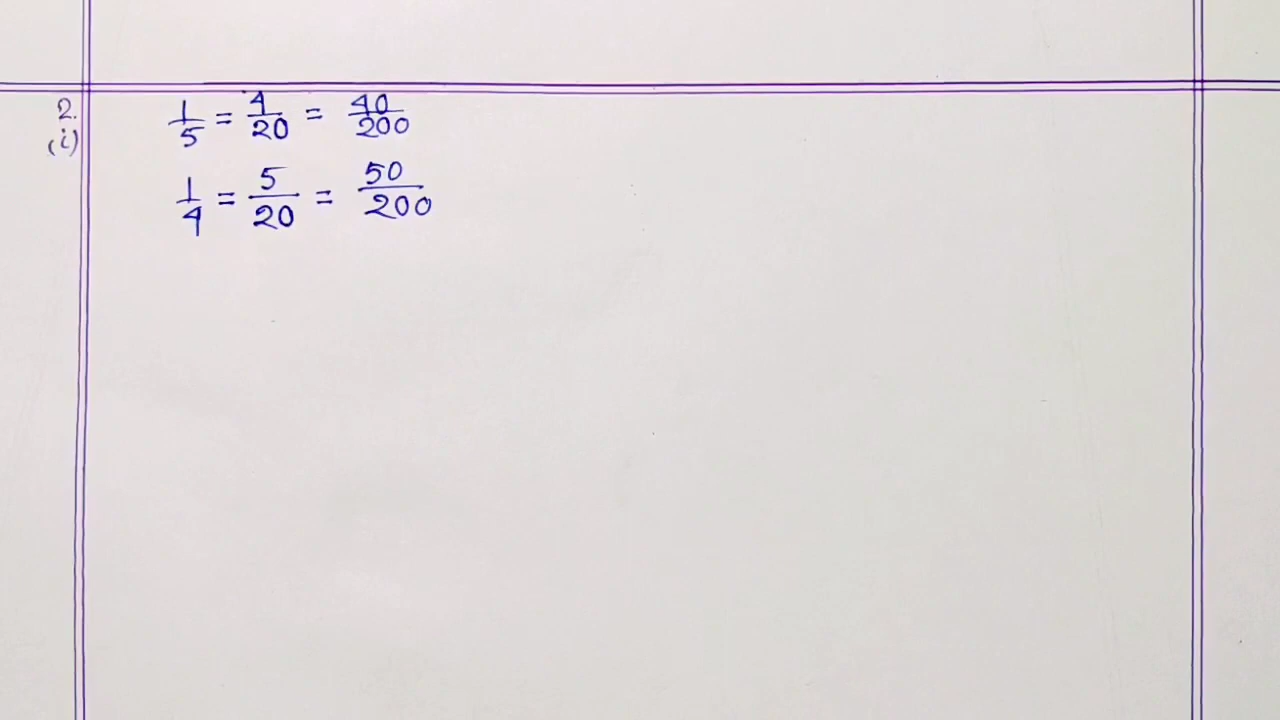 2. 1/5 = 4/20 = 40/200
(i) 1/4 = 5/20 = 50/200